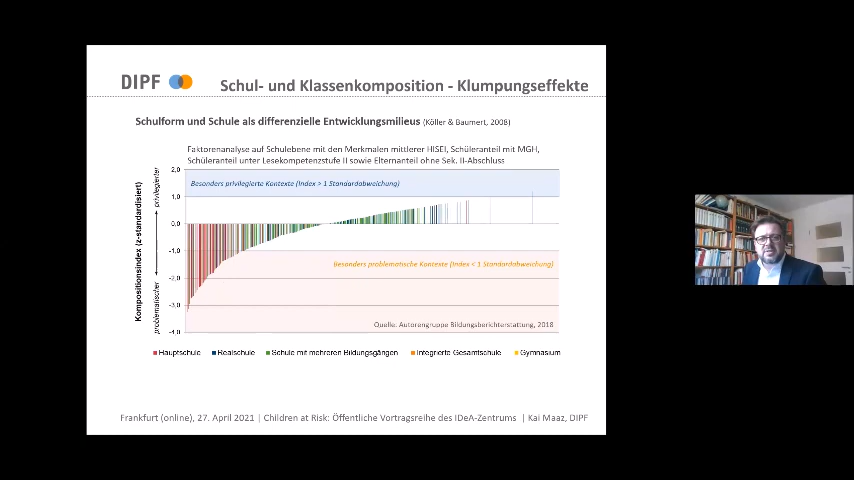 DIPF
Schul- und Klassenkomposition - Klumpungseffekte
Schulform und Schule als differenzielle Entwicklungsmilieus (Köller & Baumert, 2008)
Faktorenanalyse auf Schulebene mit den Merkmalen mittlerer HISEI, Schüleranteil mit MGH,
Schüleranteil unter Lesekompetenzstufe II sowie Elternanteil ohne Sek. II-Abschluss
Kompositionsindex (z-standardisiert)
problematischer
privilegierter
2,0
1,0
0,0
-1,0
-2,0
-3,0
-4,0
Besonders privilegierte Kontexte (Index > 1 Standardabweichung)
Besonders problematische Kontexte (Index < 1 Standardabweichung)
Quelle: Autorengruppe Bildungsberichterstattung, 2018
Hauptschule Realschule Schule mit mehreren Bildungsgängen Integrierte Gesamtschule Gymnasium
Frankfurt (online), 27. April 2021 | Children at Risk: Öffentliche Vortragsreihe des IDeA-Zentrums | Kai Maaz, DIPF